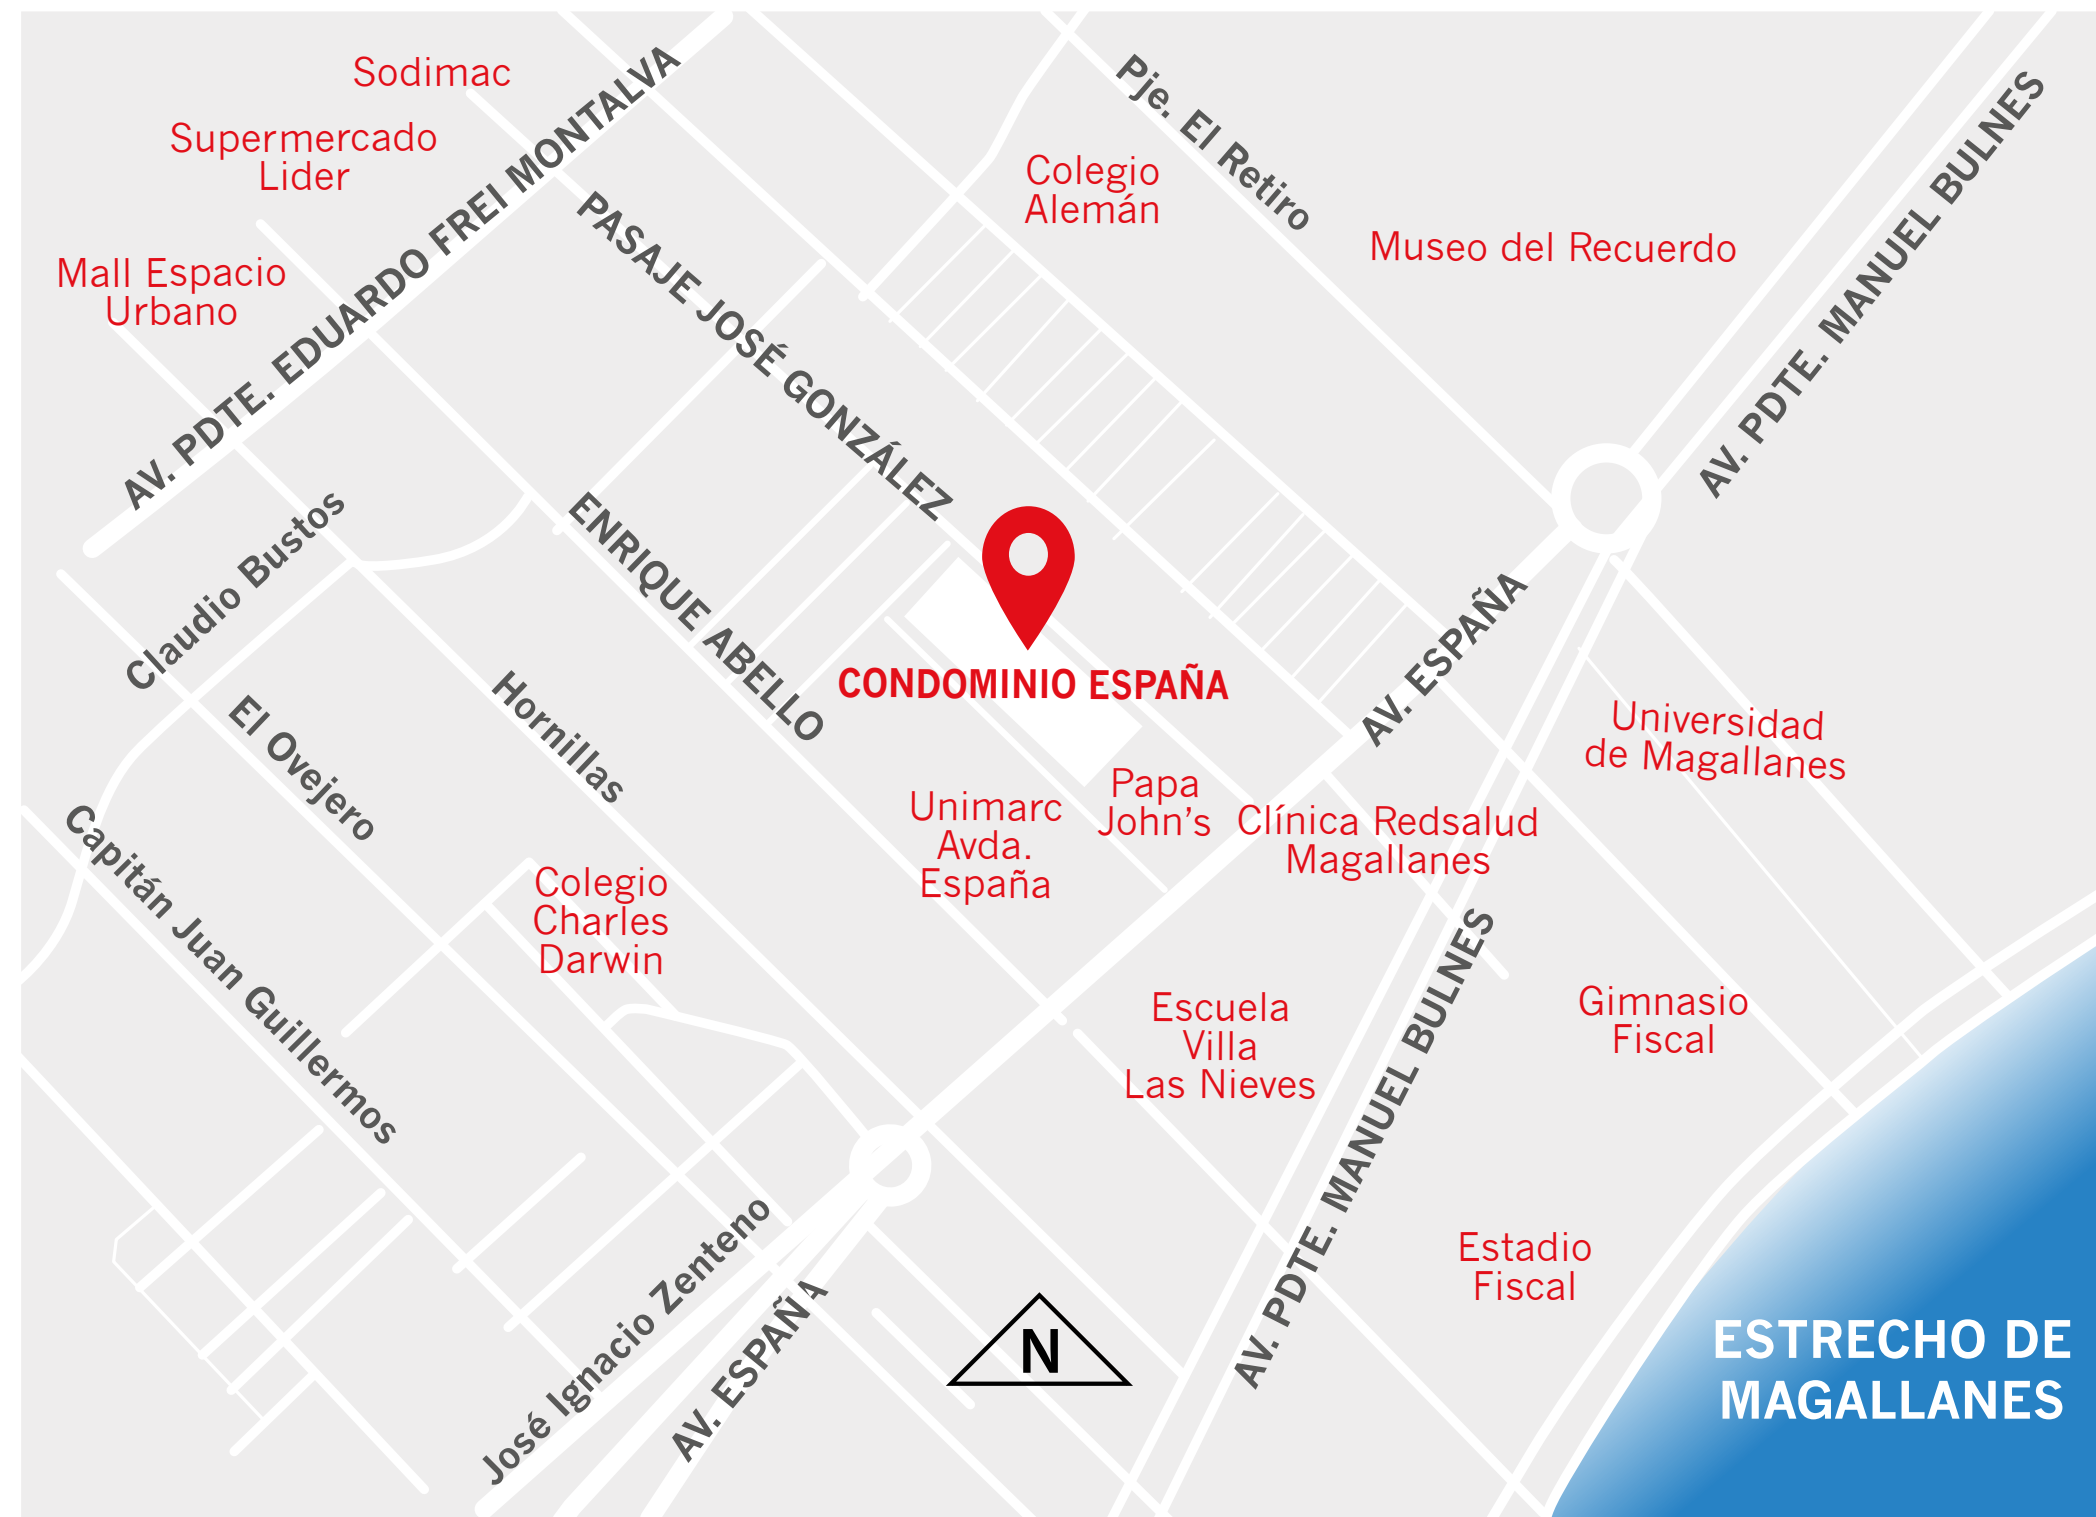 Sodimac
Supermercado
Lider
Mall Espacio
Urbano
AV. PDTE. EDUARDO FREI MONTALVA
PASAJE JOSÉ GONZÁLEZ
Pje. El Retiro
Colegio
Alemán
Museo del Recuerdo
AV. PDTE. MANUEL BULNES
Claudio Bustos
ENRIQUE ABELLO
CONDOMINIO ESPAÑA
AV. ESPAÑA
El Ovejero
Hornillas
Universidad
de Magallanes
Papa
John's
Unimarc
Avda.
España
Clínica Redsalud
Magallanes
Capitán Juan Guillermos
Colegio
Charles
Darwin
Escuela
Villa
Las Nieves
AV. PDTE. MANUEL BULNES
Gimnasio
Fiscal
José Ignacio Zenteno
AV. ESPAÑA
N
Estadio
Fiscal
ESTRECHO DE
MAGALLANES